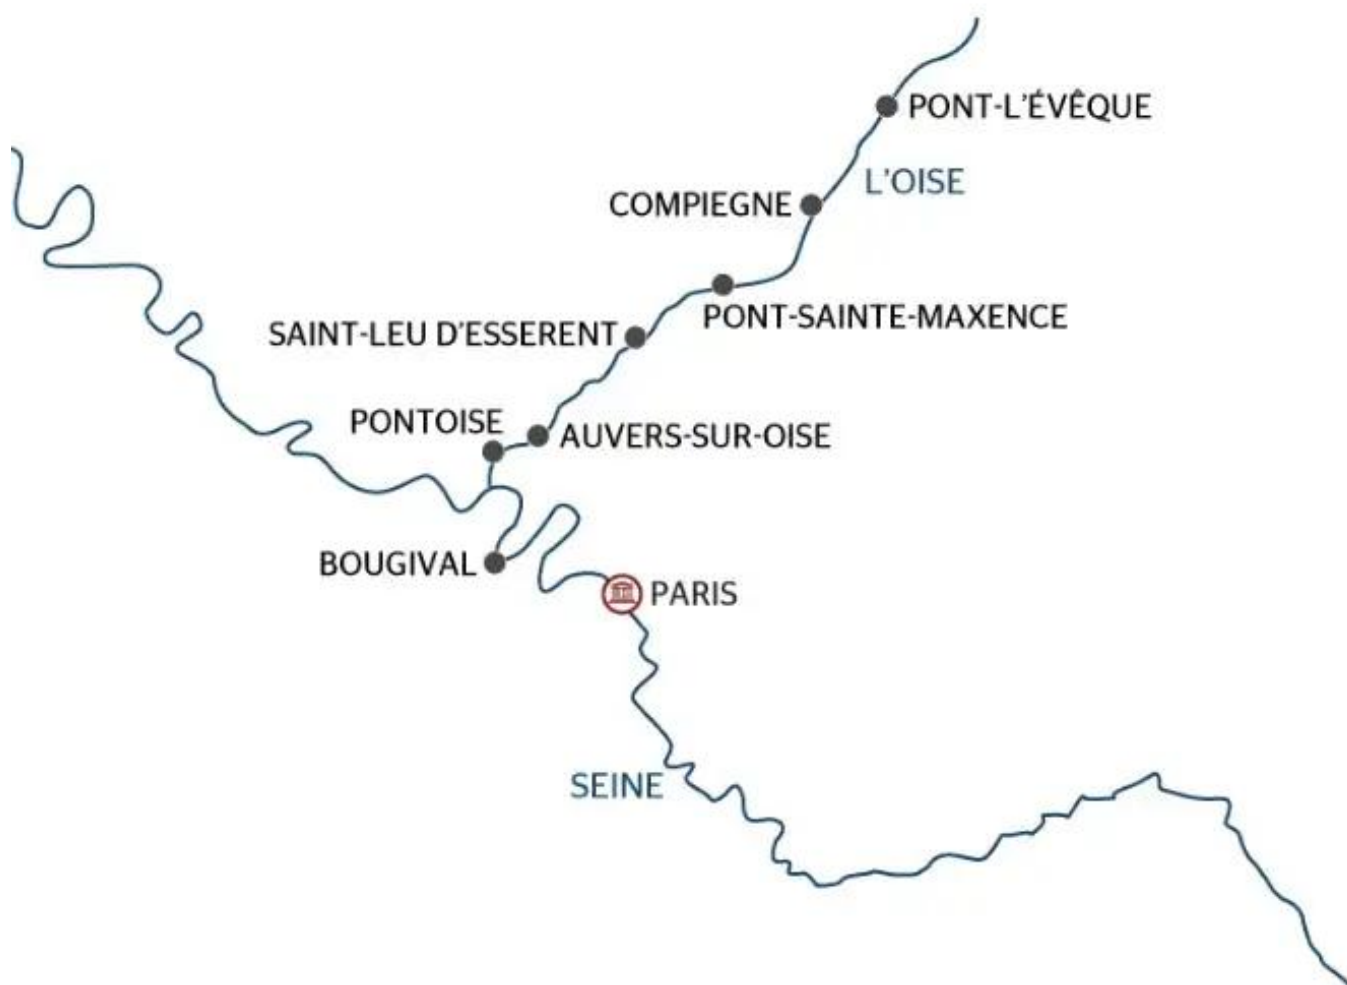 PONT-L'ÉVÊQUE
L'OISE
COMPIEGNE
PONT-SAINTE-MAXENCE
SAINT-LEU D'ESSERENT
PONTOISE
AUVERS-SUR-OISE
BOUGIVAL
PARIS
SEINE